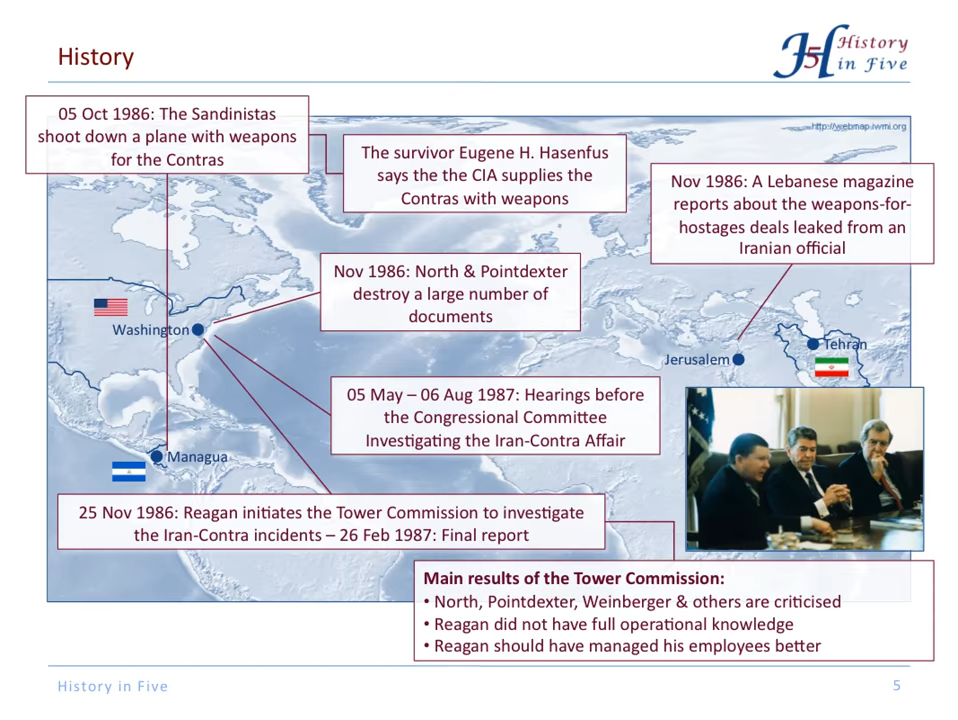 History
History
in Five
05 Oct 1986: The Sandinistas
shoot down a plane with weapons
for the Contras
http://webmap.iwmi.org
The survivor Eugene H. Hasenfus
says the the CIA supplies the
Contras with weapons
Nov 1986: A Lebanese magazine
reports about the weapons-for-
hostages deals leaked from an
Iranian official
Nov 1986: North & Pointdexter
destroy a large number of
documents
Washington
Jerusalem
Tehran
05 May – 06 Aug 1987: Hearings before
the Congressional Committee
Investigating the Iran-Contra Affair
Managua
25 Nov 1986: Reagan initiates the Tower Commission to investigate
the Iran-Contra incidents – 26 Feb 1987: Final report
Main results of the Tower Commission:
• North, Pointdexter, Weinberger & others are criticised
• Reagan did not have full operational knowledge
• Reagan should have managed his employees better
History in Five
5